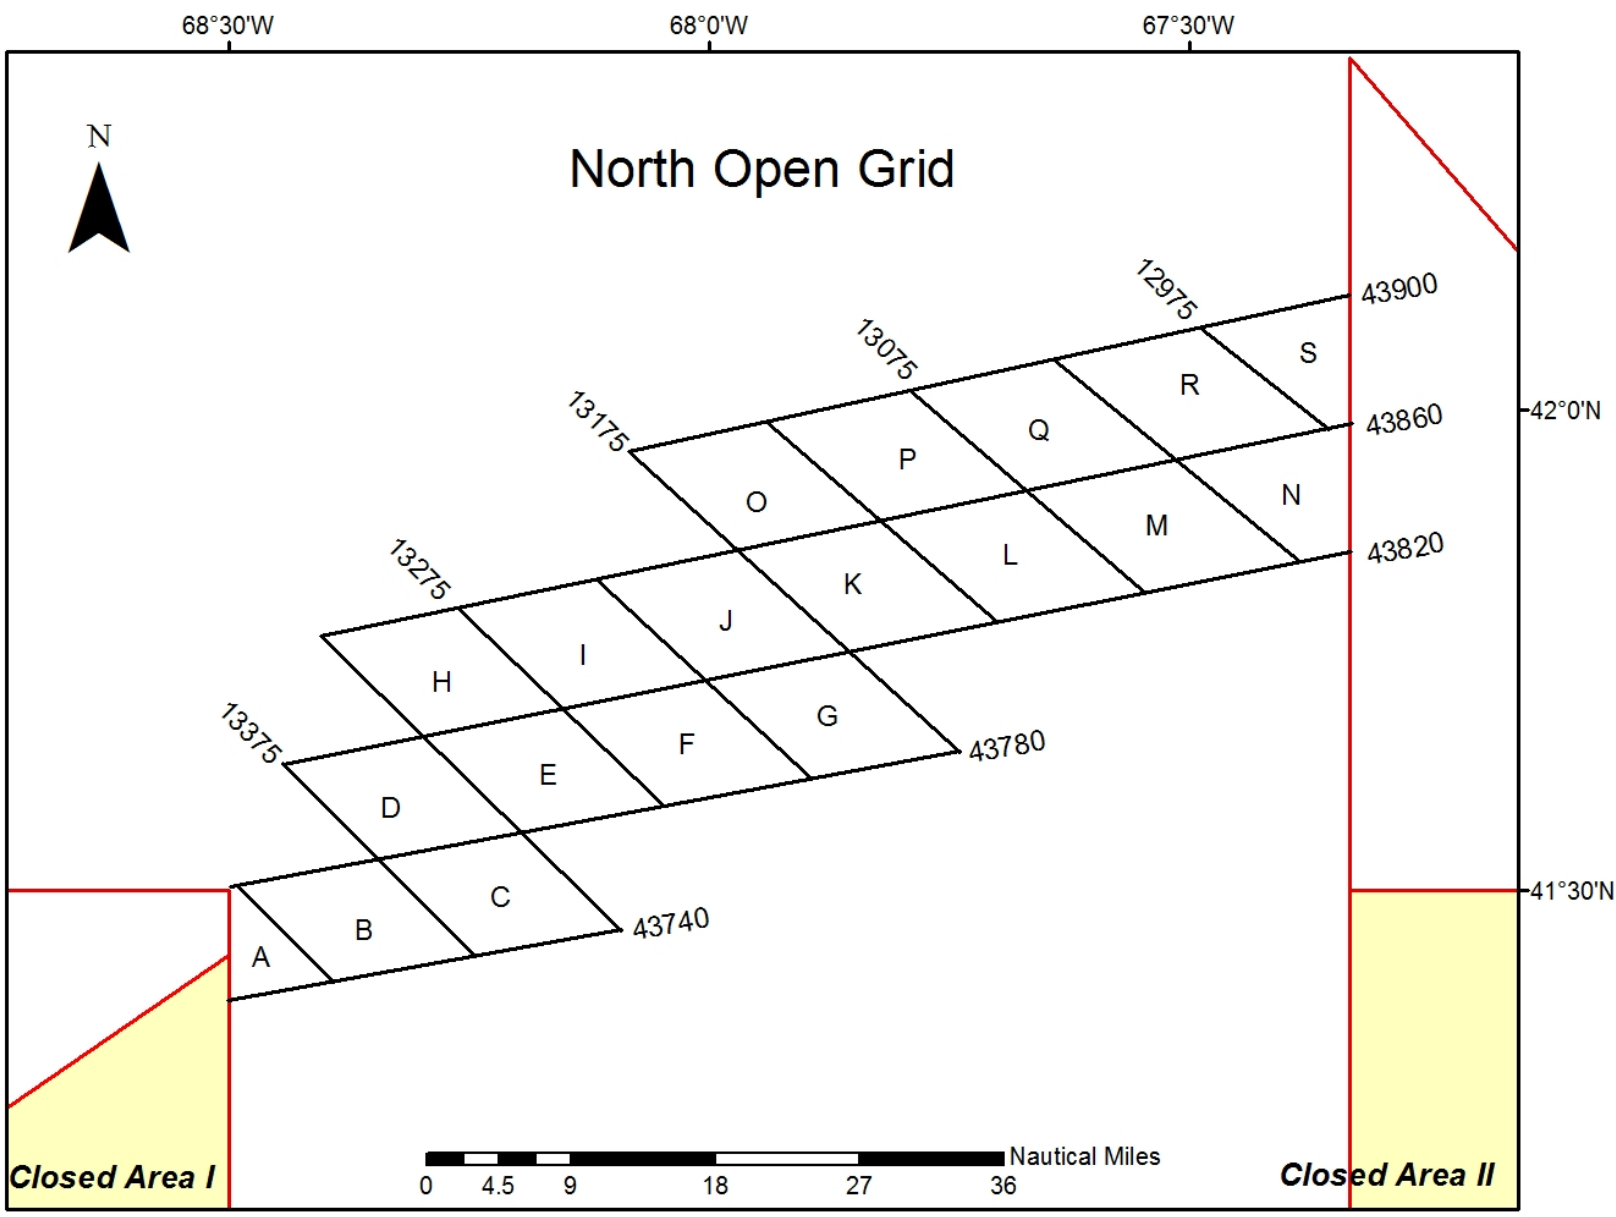 68°30'W
68°0'W
67°30'W
N
North Open Grid
12975
43900
13075
S
R
42°0'N
13175
43860
Q
P
O
N
M
43820
13275
L
K
J
I
H
13375
G
43780
F
E
D
41°30'N
C
43740
B
A
Nautical Miles
Closed Area I
Closed Area II
0 4.5 9 18 27 36